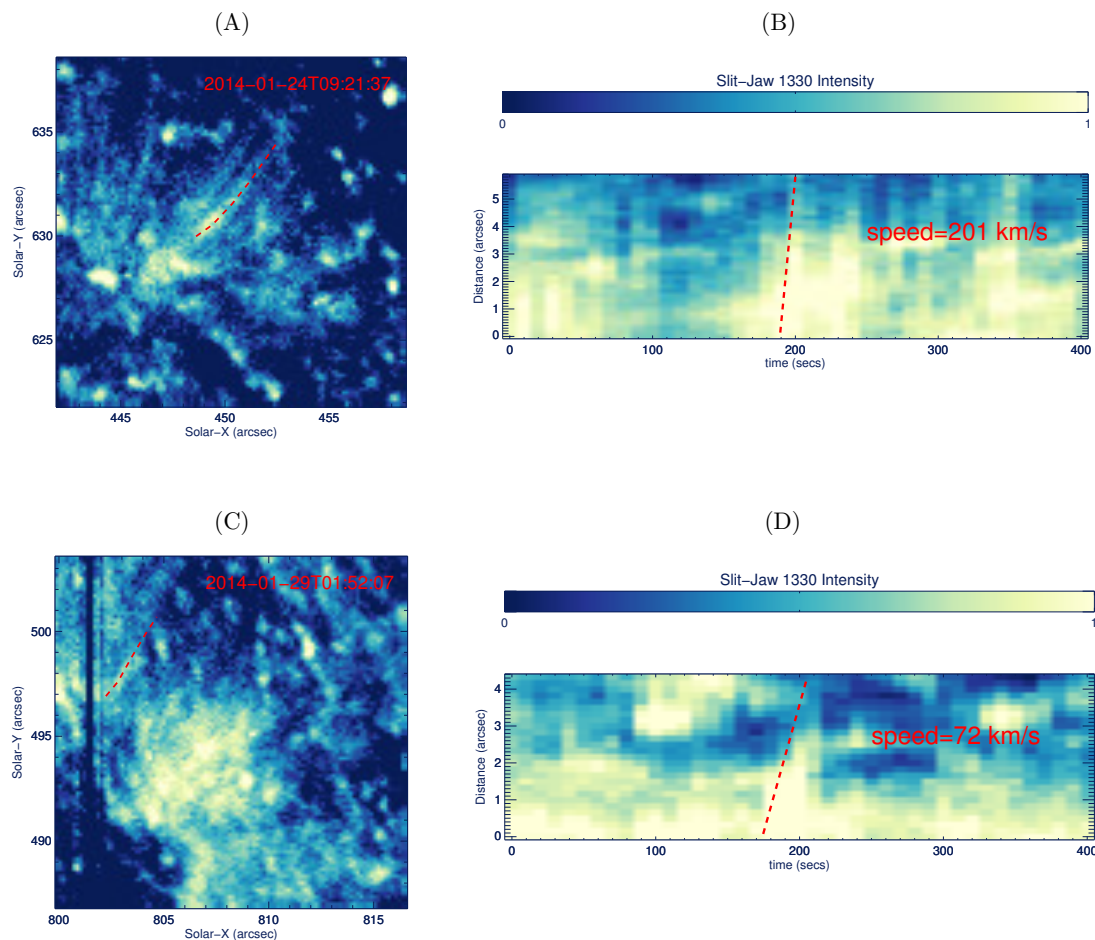 (A)
(B)
2014-01-24T09:21:37
Solar-Y (arcsec)
635
630
625
445
450
455
Solar-X (arcsec)
Slit-Jaw 1330 Intensity
0
1
speed=201 km/s
Distance (arcsec)
5
4
3
2
1
0
0
100
200
300
400
time (secs)
(C)
(D)
2014-01-29T01:52:07
Solar-Y (arcsec)
500
495
490
800
805
810
815
Solar-X (arcsec)
Slit-Jaw 1330 Intensity
0
1
speed=72 km/s
Distance (arcsec)
4
3
2
1
0
0
100
200
300
400
time (secs)